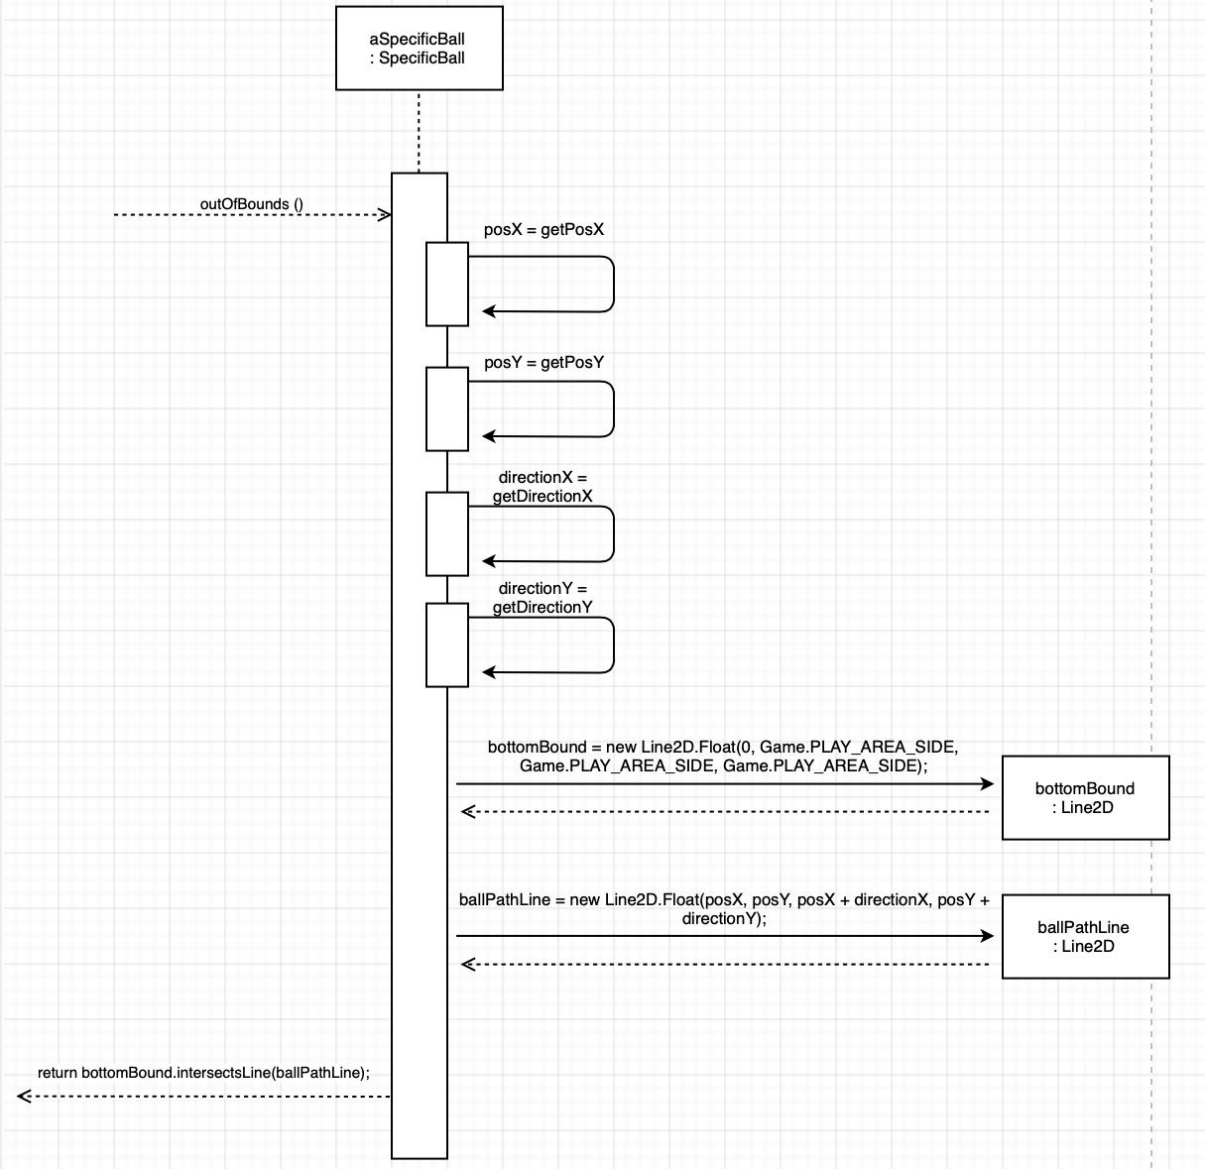 aSpecificBall
: SpecificBall
outOfBounds ()
posX = getPosX
posY = getPosY
directionX =
getDirectionX
directionY =
getDirectionY
bottomBound = new Line2D.Float(0, Game.PLAY_AREA_SIDE,
Game.PLAY_AREA_SIDE, Game.PLAY_AREA_SIDE);
bottomBound
: Line2D
ballPathLine = new Line2D.Float(posX, posY, posX + directionX, posY +
directionY);
ballPathLine
: Line2D
return bottomBound.intersectsLine(ballPathLine);